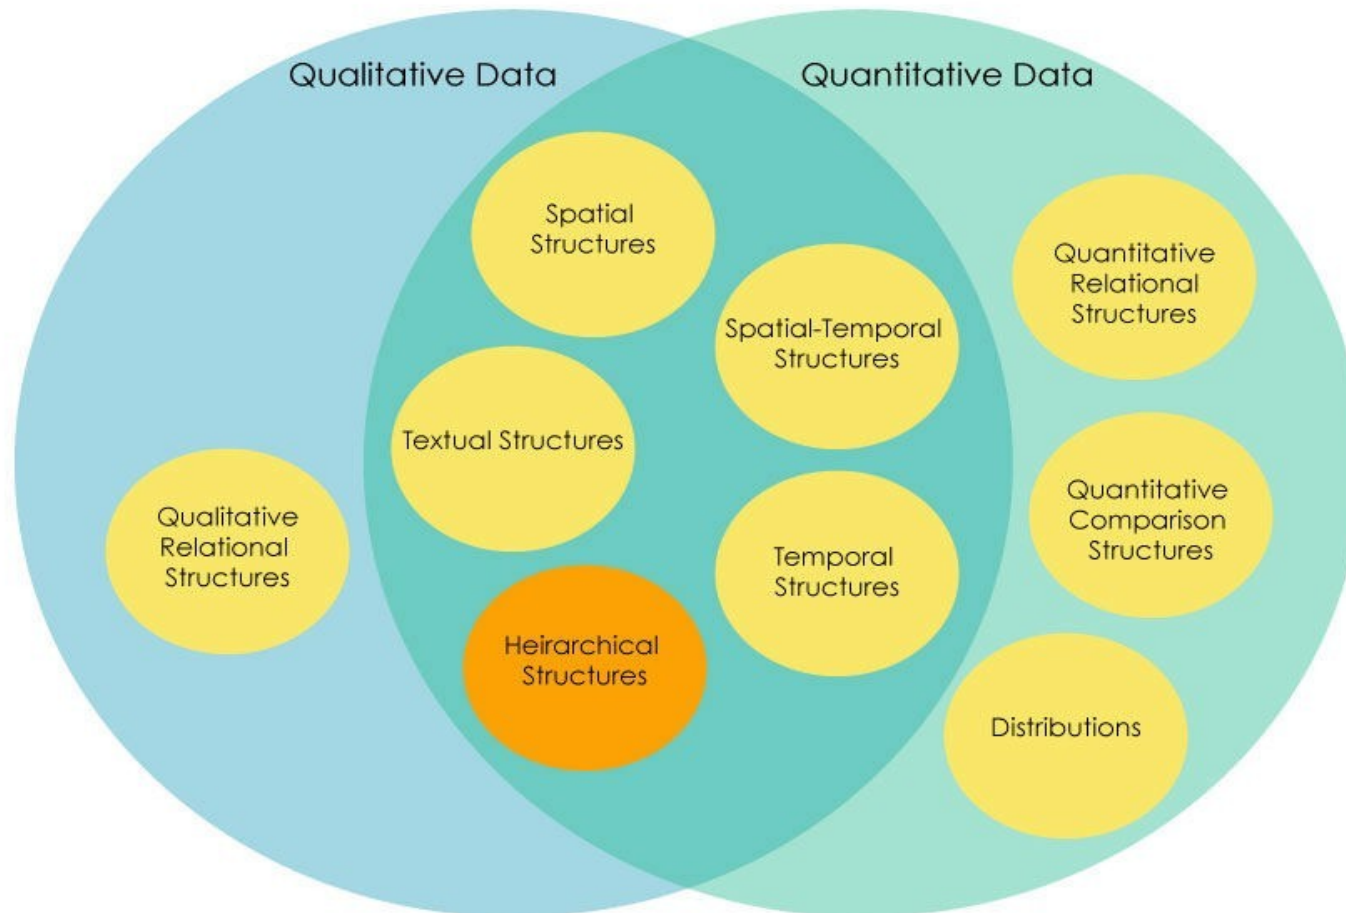 Qualitative Data
Quantitative Data
Spatial
Structures
Spatial-Temporal
Structures
Quantitative
Relational
Structures
Textual Structures
Qualitative
Relational
Structures
Temporal
Structures
Quantitative
Comparison
Structures
Heirarchical
Structures
Distributions